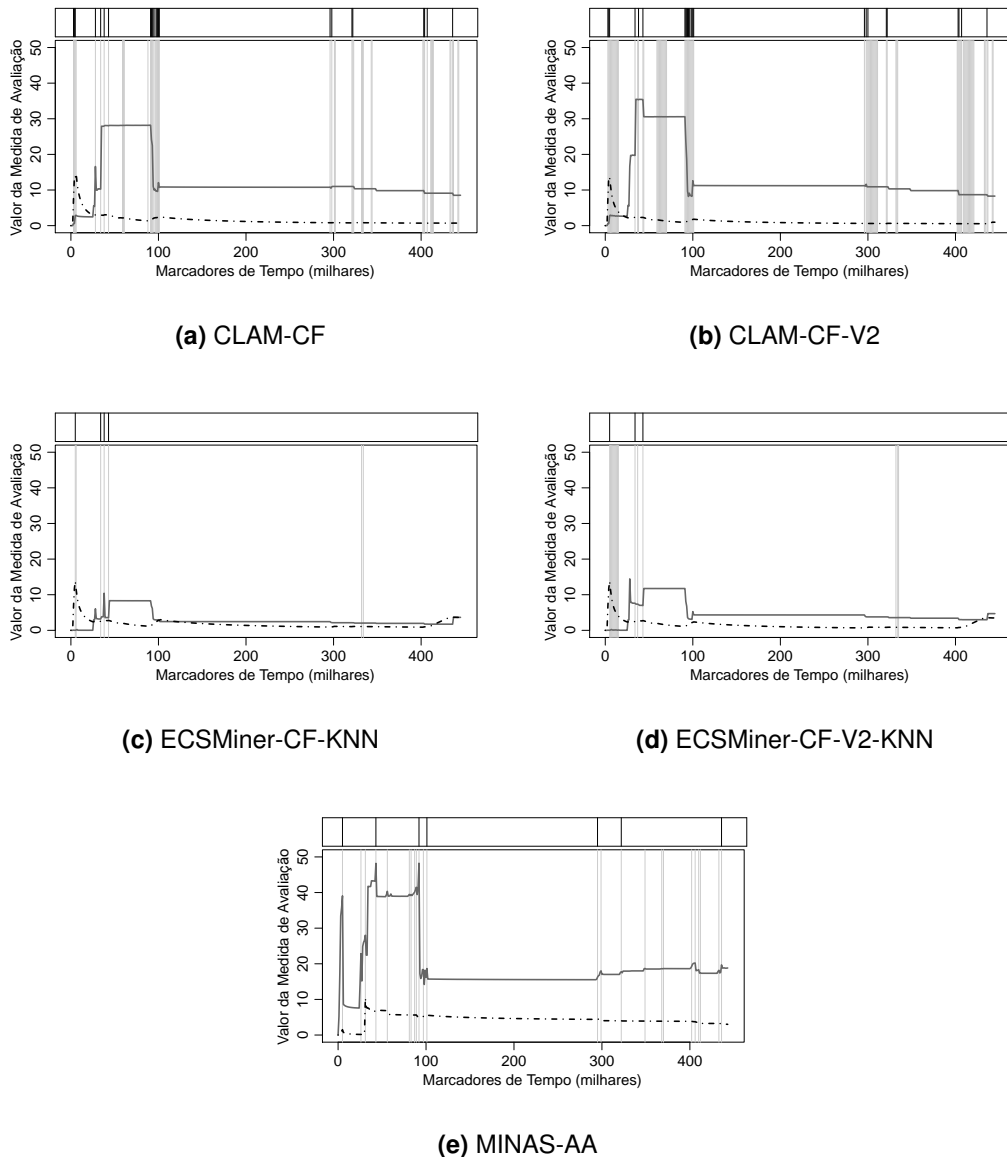 Valor da Medida de Avaliação
50
40
30
20
10
0
0 100 200 300 400
Marcadores de Tempo (milhares)
(a) CLAM-CF
Valor da Medida de Avaliação
50
40
30
20
10
0
0 100 200 300 400
Marcadores de Tempo (milhares)
(b) CLAM-CF-V2
Valor da Medida de Avaliação
50
40
30
20
10
0
0 100 200 300 400
Marcadores de Tempo (milhares)
(c) ECSMiner-CF-KNN
Valor da Medida de Avaliação
50
40
30
20
10
0
0 100 200 300 400
Marcadores de Tempo (milhares)
(d) ECSMiner-CF-V2-KNN
Valor da Medida de Avaliação
50
40
30
20
10
0
0 100 200 300 400
Marcadores de Tempo (milhares)
(e) MINAS-AA